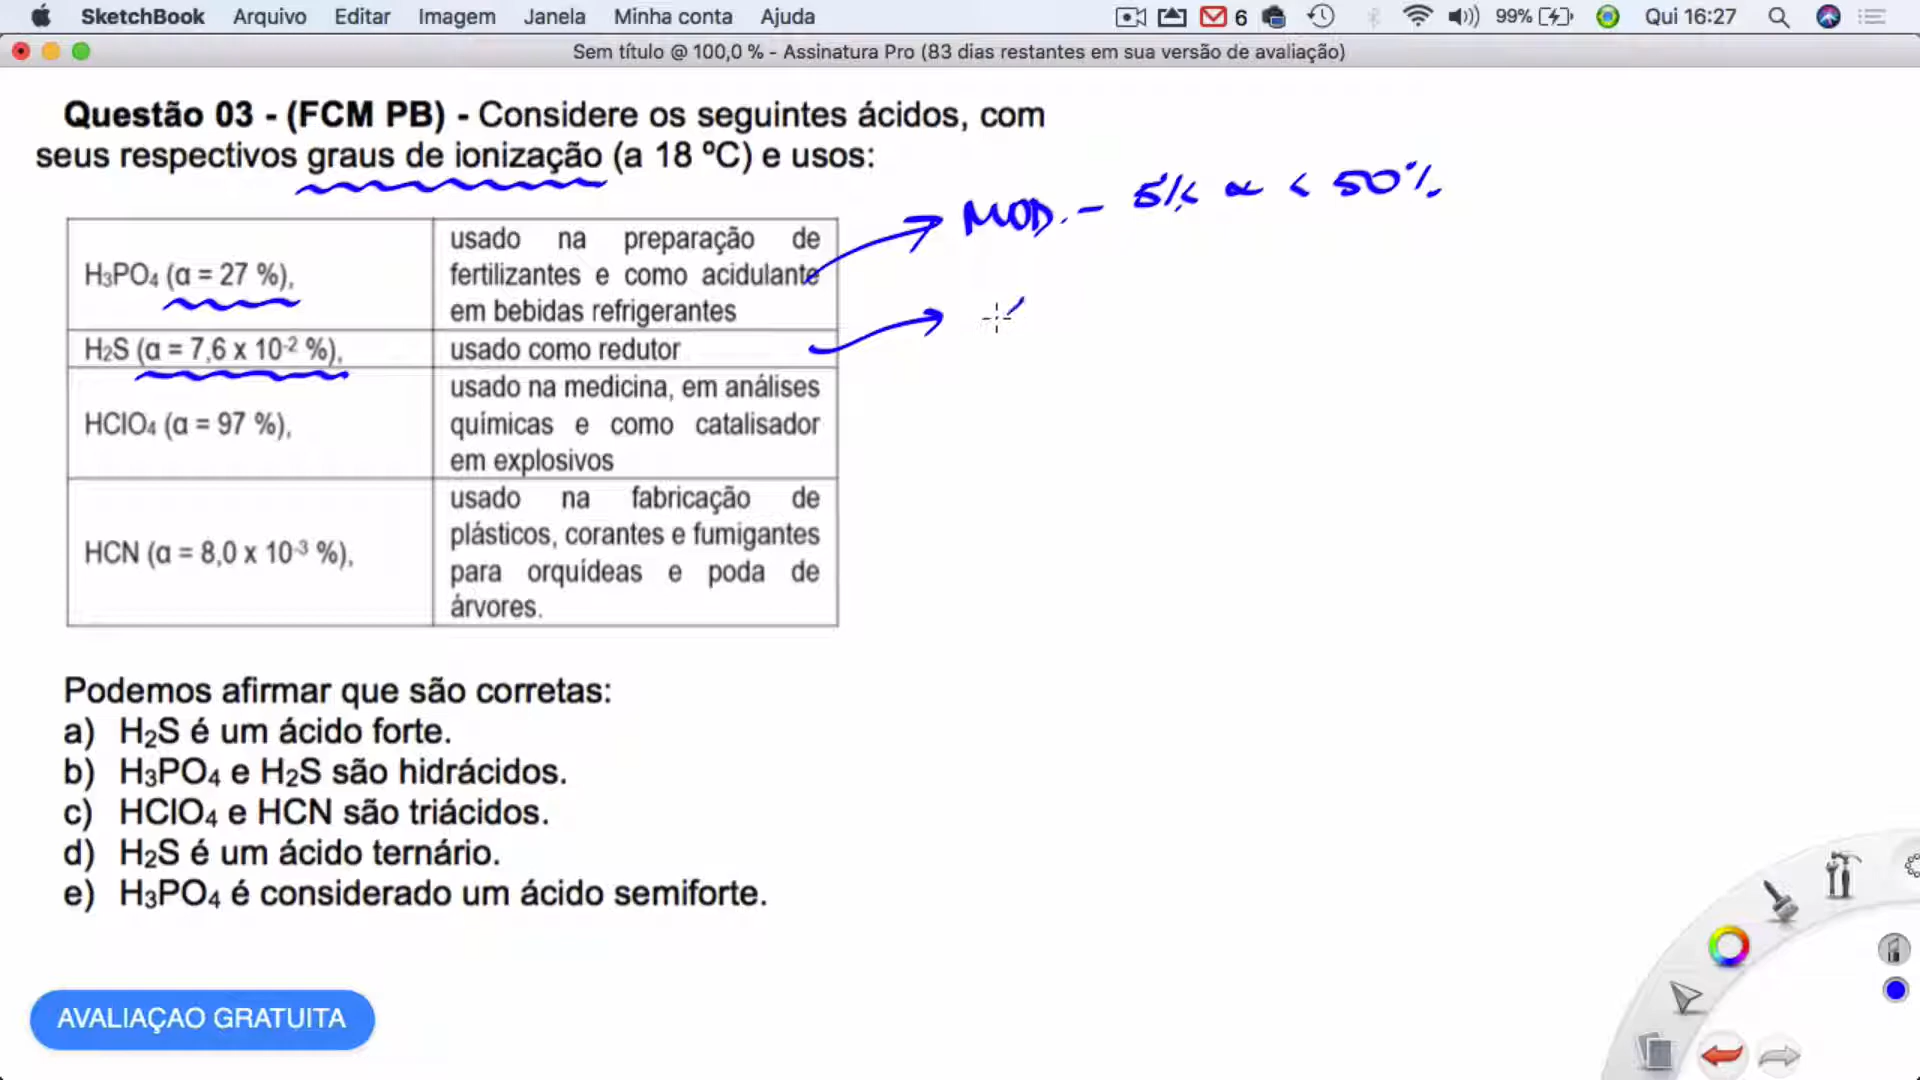 SketchBook Arquivo Editar Imagem Janela Minha conta Ajuda 6 99% Qui 16:27
Sem título @ 100,0 % - Assinatura Pro (83 dias restantes em sua versão de avaliação)
Questão 03 - (FCM PB) - Considere os seguintes ácidos, com
seus respectivos graus de ionização (a 18 ºC) e usos:
MOD. - 5% < α < 50%
H₃PO₄ (α = 27 %),
usado na preparação de
fertilizantes e como acidulante
em bebidas refrigerantes
H₂S (α = 7,6 x 10⁻² %),
usado como redutor
HClO₄ (α = 97 %),
usado na medicina, em análises
químicas e como catalisador
em explosivos
HCN (α = 8,0 x 10⁻³ %),
usado na fabricação de
plásticos, corantes e fumigantes
para orquídeas e poda de
árvores.
Podemos afirmar que são corretas:
a) H₂S é um ácido forte.
b) H₃PO₄ e H₂S são hidrácidos.
c) HClO₄ e HCN são triácidos.
d) H₂S é um ácido ternário.
e) H₃PO₄ é considerado um ácido semiforte.
AVALIAÇAO GRATUITA